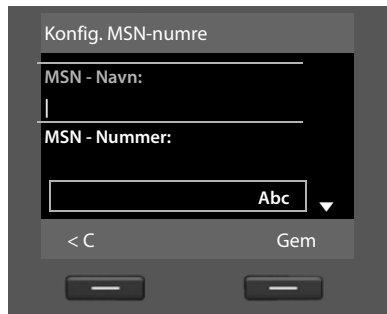 Konfig. MSN-numre
MSN - Navn:
MSN - Nummer:
Abc
< C Gem